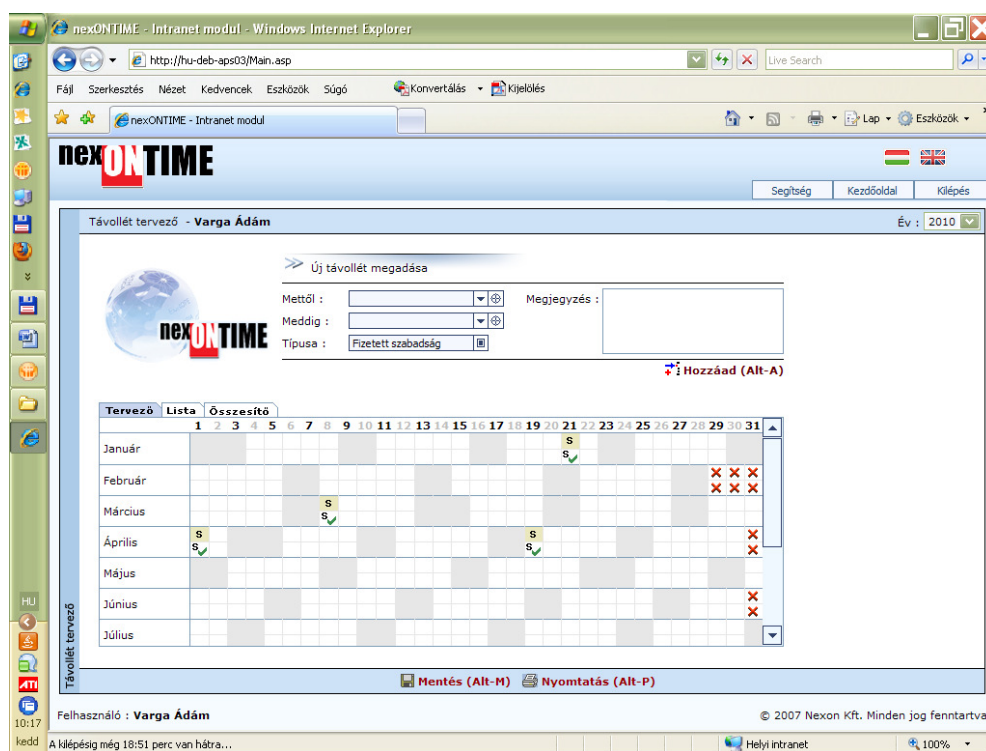 nexONTIME - Intranet modul - Windows Internet Explorer
http://hu-deb-aps03/Main.asp
Live Search
Fájl Szerkesztés Nézet Kedvencek Eszközök Súgó Konvertálás Kijelölés
nexONTIME - Intranet modul
Lap Eszközök
nexONTIME
Segítség Kezdőoldal Kilépés
Távollét tervező - Varga Ádám
Év : 2010
Új távollét megadása
Mettől :
Megjegyzés :
Meddig :
nexONTIME
Típusa : Fizetett szabadság
Hozzáad (Alt-A)
Tervező Lista Összesítő
1 2 3 4 5 6 7 8 9 10 11 12 13 14 15 16 17 18 19 20 21 22 23 24 25 26 27 28 29 30 31
Január
S
S
Február
Március
S
S
Április
S S
S S
Május
Június
Július
Távollét tervező
Mentés (Alt-M) Nyomtatás (Alt-P)
Felhasználó : Varga Ádám
© 2007 Nexon Kft. Minden jog fenntartva
HU
ATI
10:17
kedd
A kilépésig még 18:51 perc van hátra...
Helyi intranet
100%